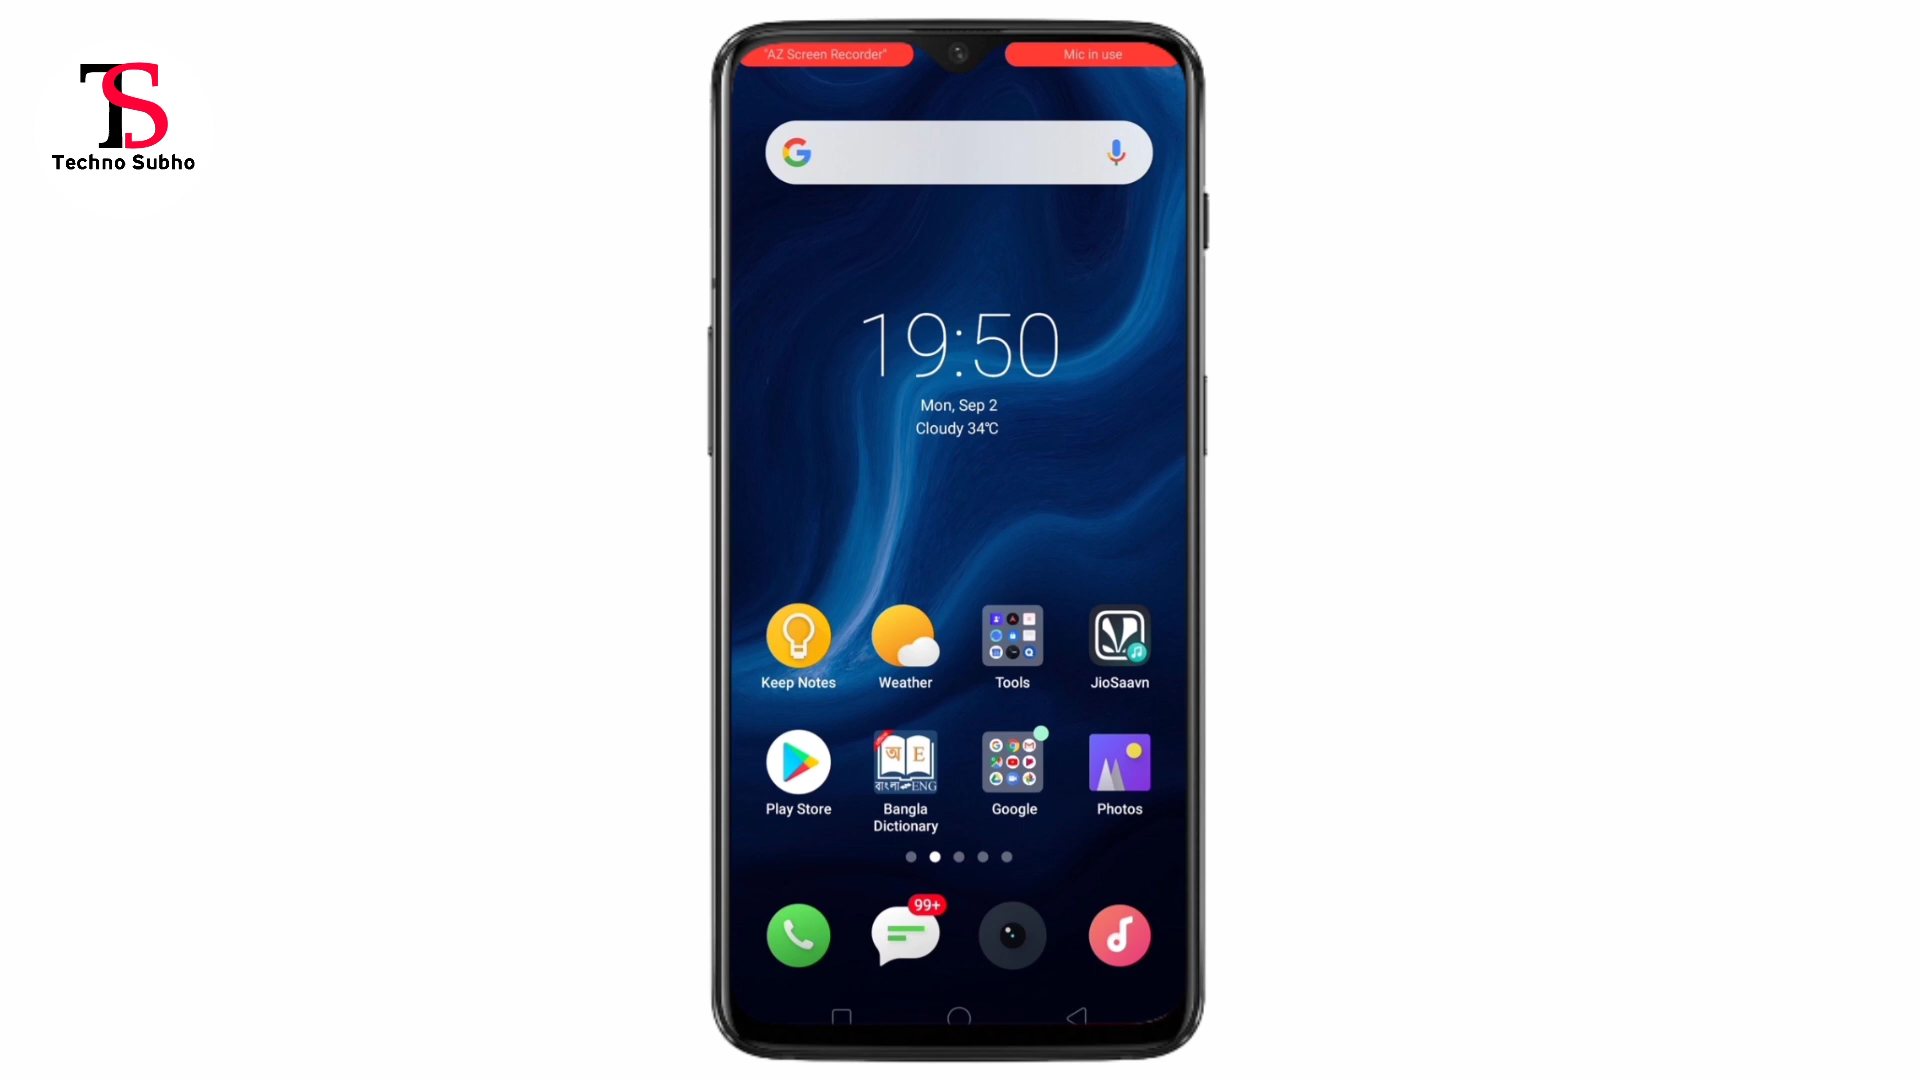 TS
Techno Subho
"AZ Screen Recorder"
Mic in use
19:50
Mon, Sep 2
Cloudy 34℃
Keep Notes
Weather
Tools
JioSaavn
অ E
বাংলা⇌ENG
Play Store
Bangla
Dictionary
Google
Photos
99+